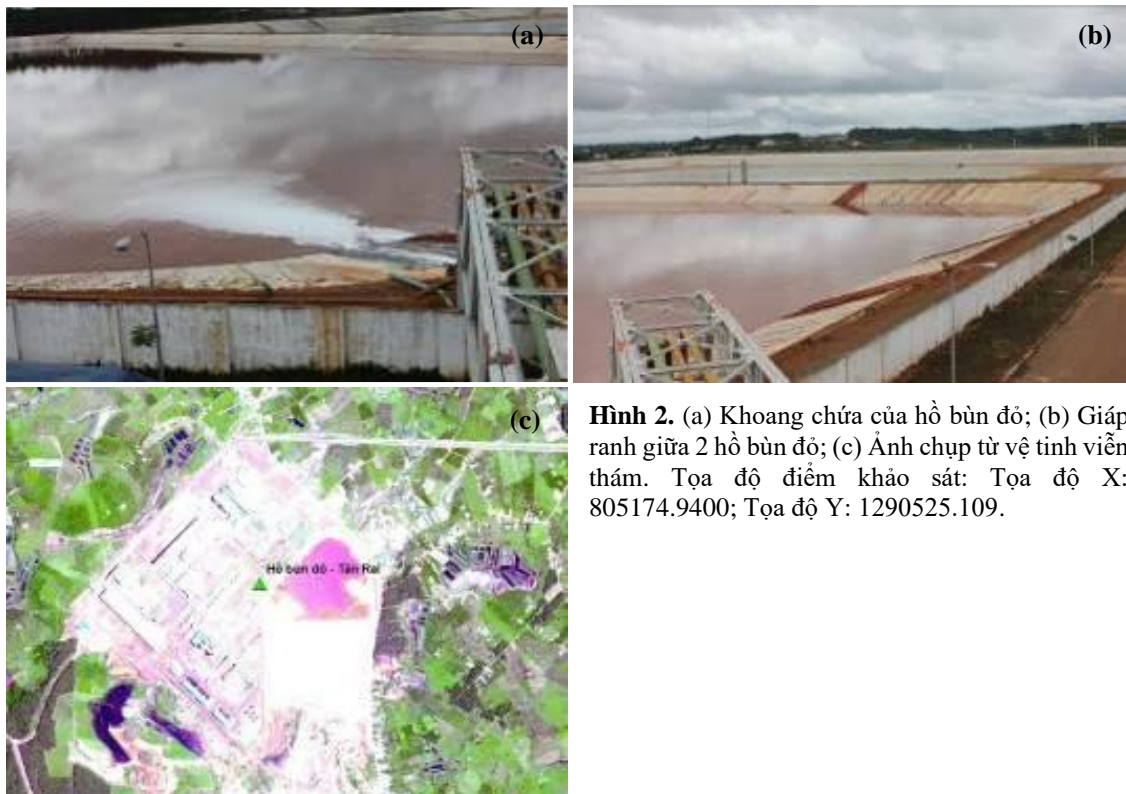 (a)
(b)
(c)
Hồ bùn đỏ - Tân Rai
Hình 2. (a) Khoang chứa của hồ bùn đỏ; (b) Giáp
ranh giữa 2 hồ bùn đỏ; (c) Ảnh chụp từ vệ tinh viễn
thám. Tọa độ điểm khảo sát: Tọa độ X:
805174.9400; Tọa độ Y: 1290525.109.